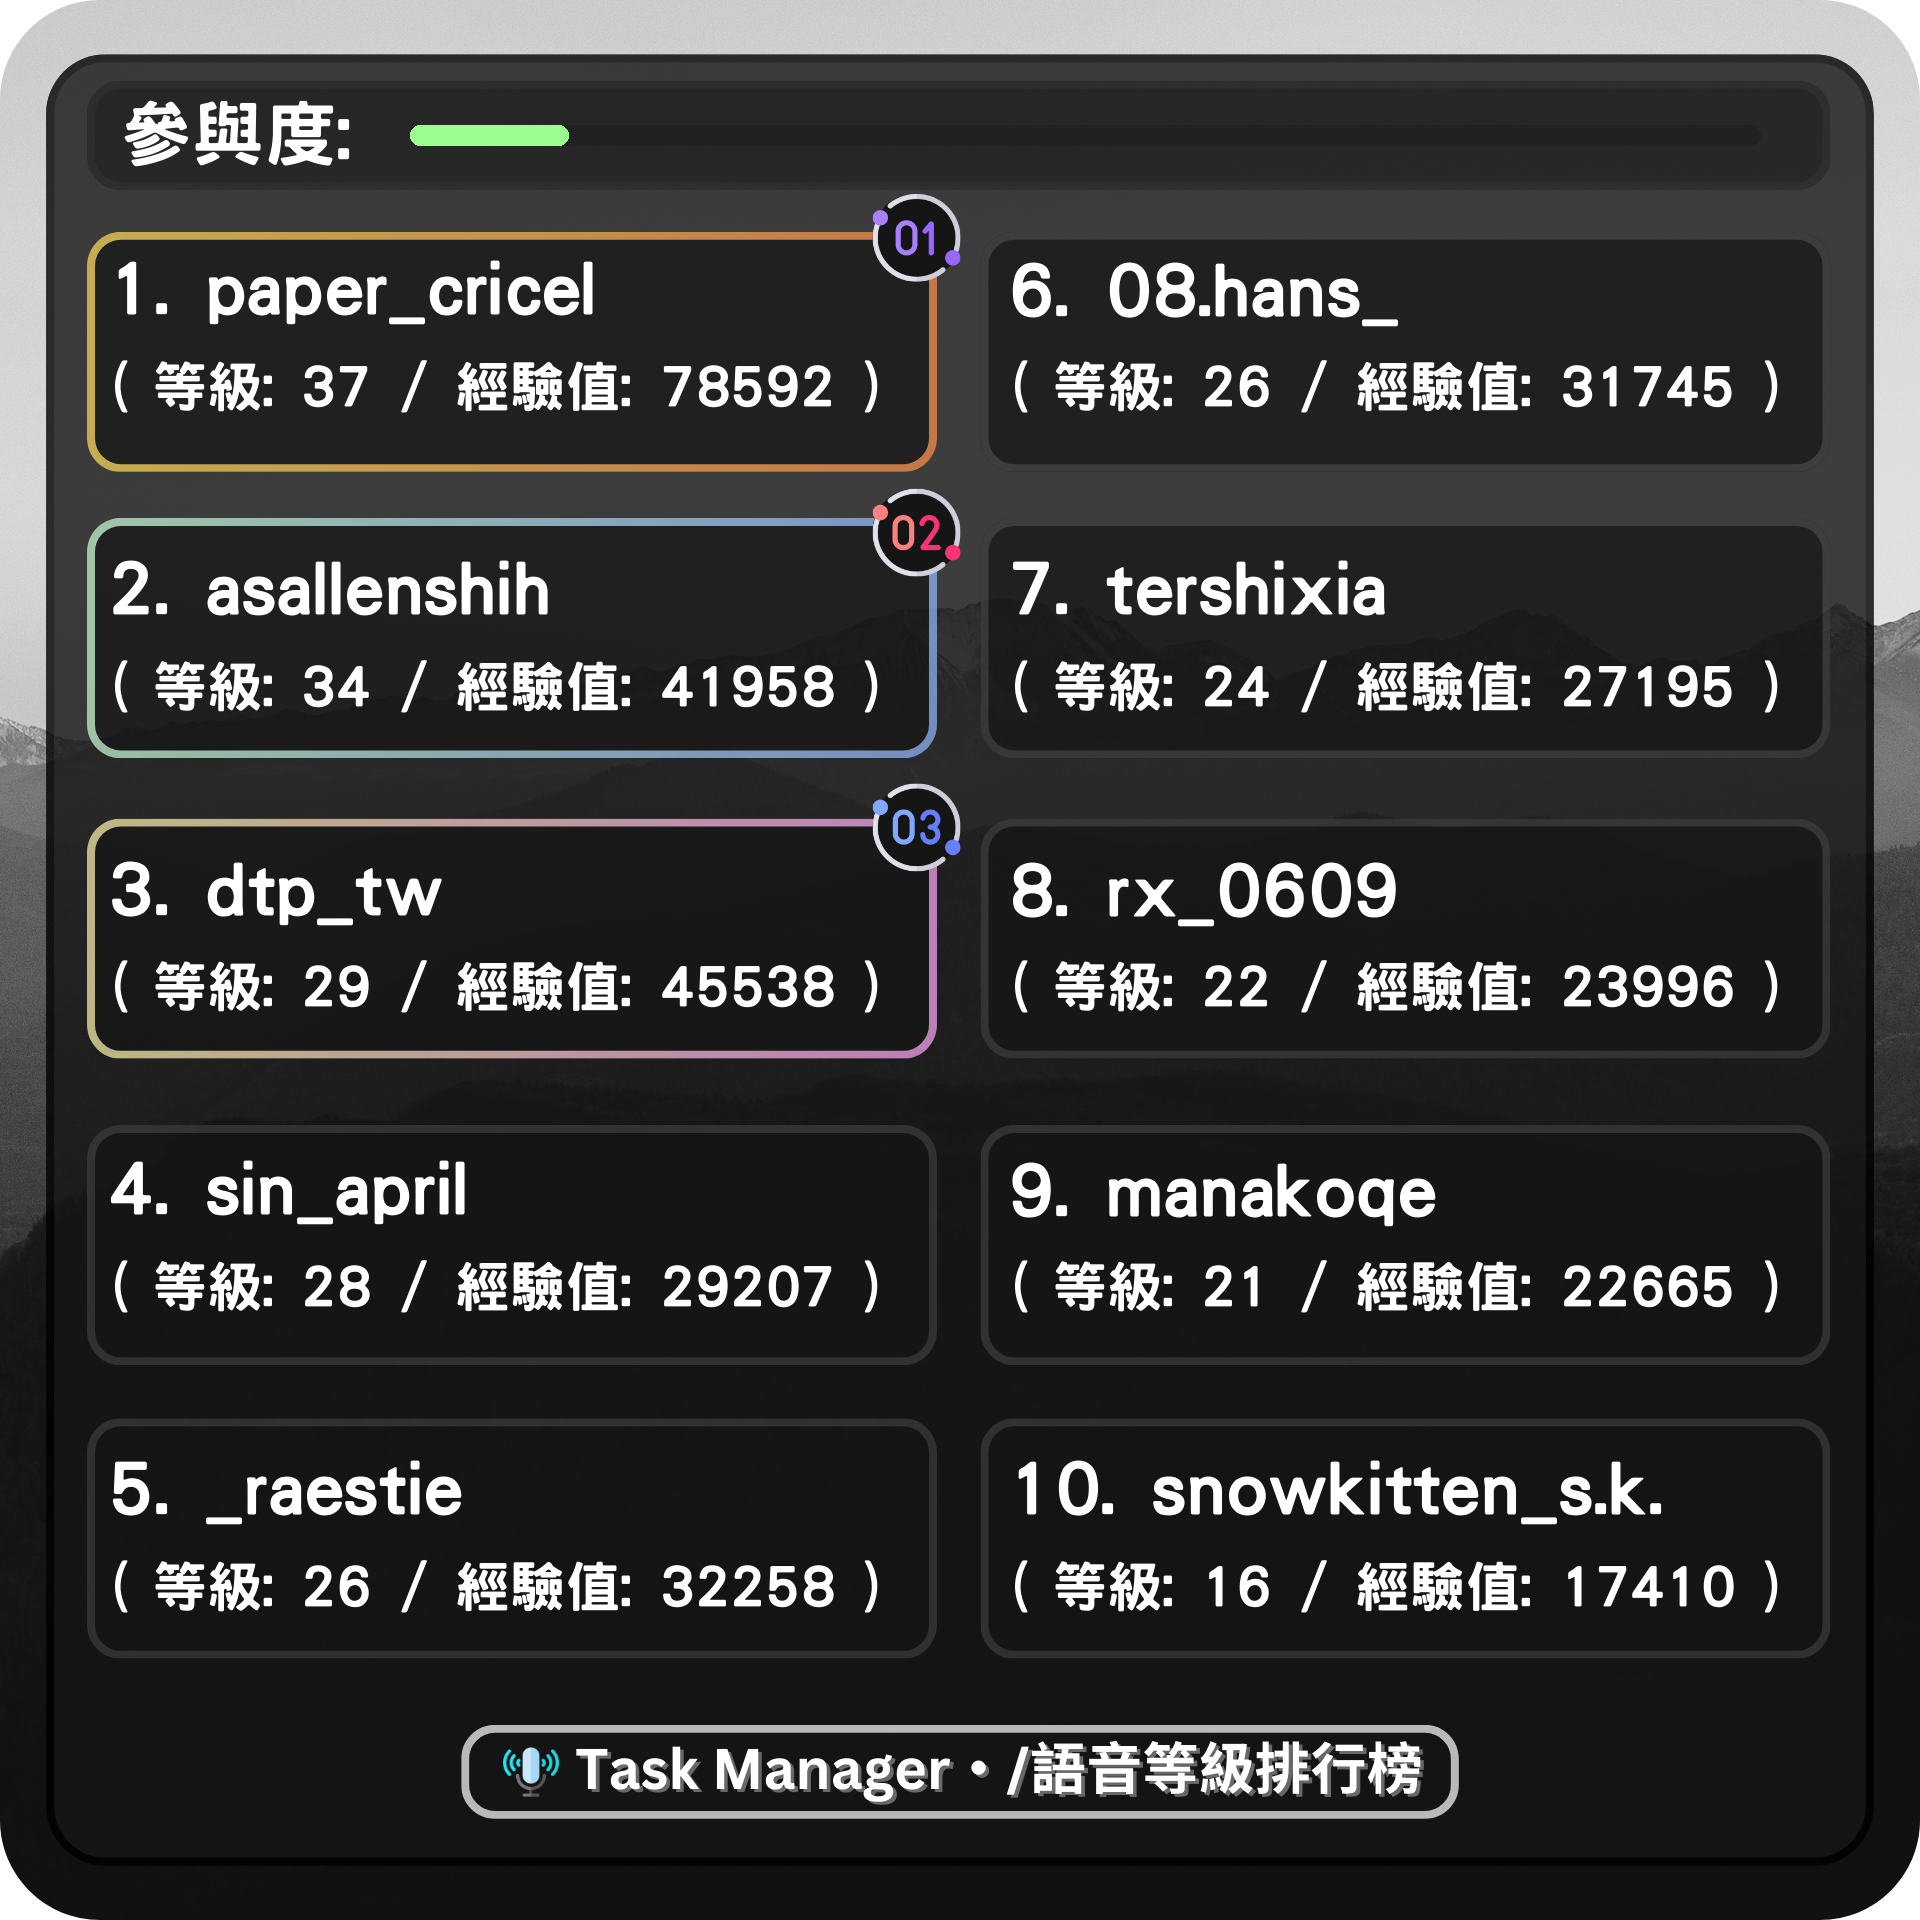 參與度:
01
1. paper_cricel
( 等級: 37 / 經驗值: 78592 )
02
2. asallenshih
( 等級: 34 / 經驗值: 41958 )
03
3. dtp_tw
( 等級: 29 / 經驗值: 45538 )
4. sin_april
( 等級: 28 / 經驗值: 29207 )
5. _raestie
( 等級: 26 / 經驗值: 32258 )
6. 08.hans_
( 等級: 26 / 經驗值: 31745 )
7. tershixia
( 等級: 24 / 經驗值: 27195 )
8. rx_0609
( 等級: 22 / 經驗值: 23996 )
9. manakoqe
( 等級: 21 / 經驗值: 22665 )
10. snowkitten_s.k.
( 等級: 16 / 經驗值: 17410 )
Task Manager • /語音等級排行榜